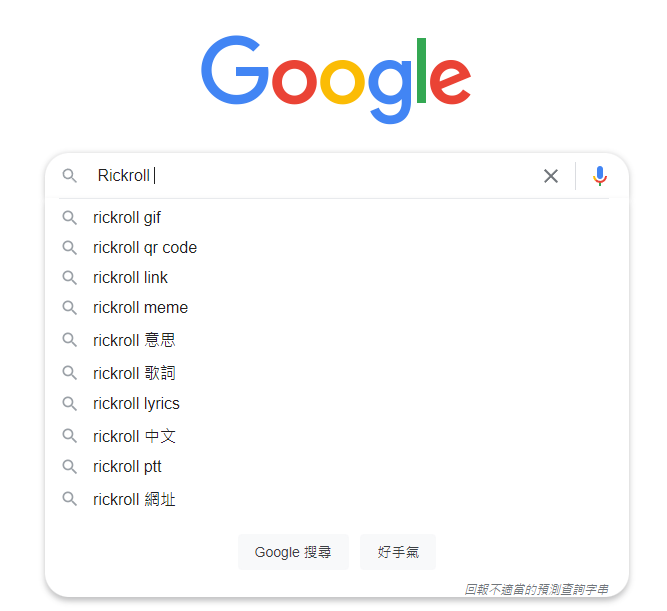 Google
Rickroll
rickroll gif
rickroll qr code
rickroll link
rickroll meme
rickroll 意思
rickroll 歌詞
rickroll lyrics
rickroll 中文
rickroll ptt
rickroll 網址
Google 搜尋 好手氣
回報不適當的預測查詢字串